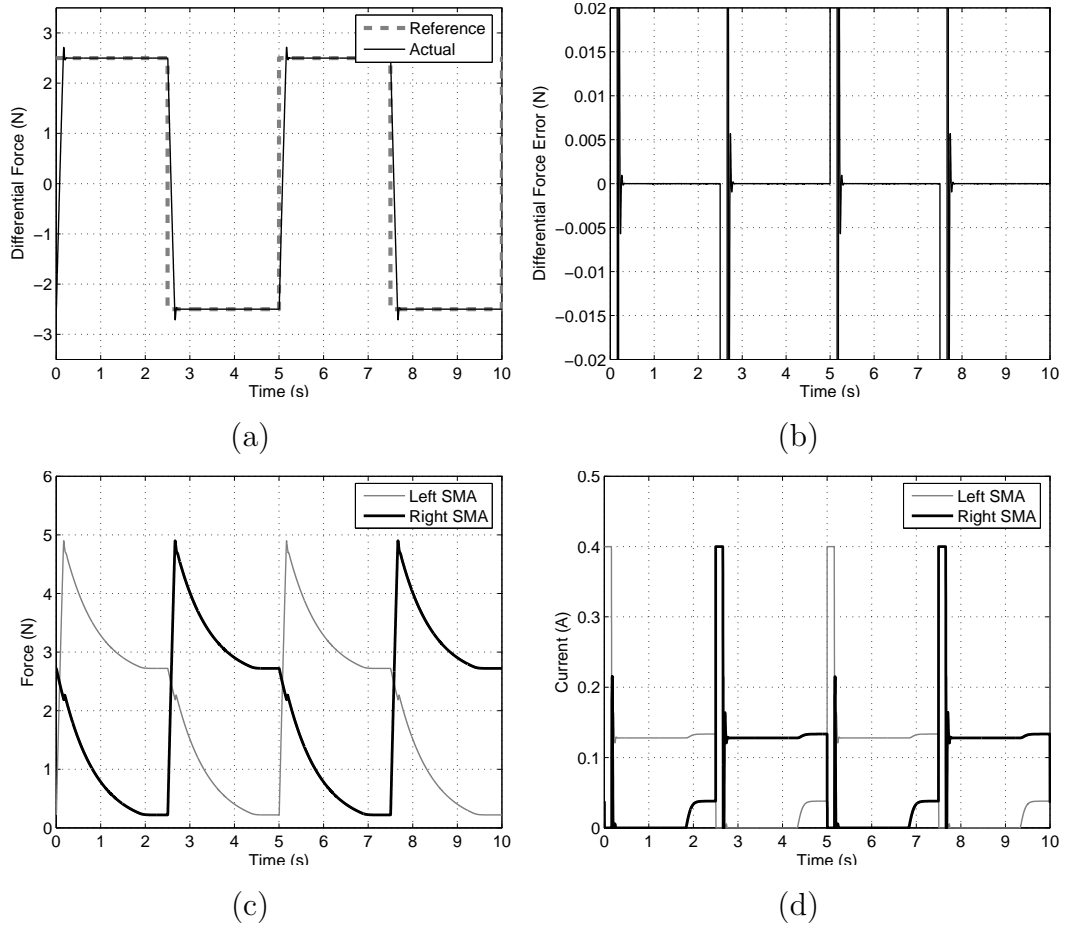 3
2
1
0
−1
−2
−3
Differential Force (N)
Reference
Actual
0 1 2 3 4 5 6 7 8 9 10
Time (s)
(a)
0.02
0.015
0.01
0.005
0
−0.005
−0.01
−0.015
−0.02
Differential Force Error (N)
0 1 2 3 4 5 6 7 8 9 10
Time (s)
(b)
6
5
4
3
2
1
0
Force (N)
Left SMA
Right SMA
0 1 2 3 4 5 6 7 8 9 10
Time (s)
(c)
0.5
0.4
0.3
0.2
0.1
0
Current (A)
Left SMA
Right SMA
0 1 2 3 4 5 6 7 8 9 10
Time (s)
(d)